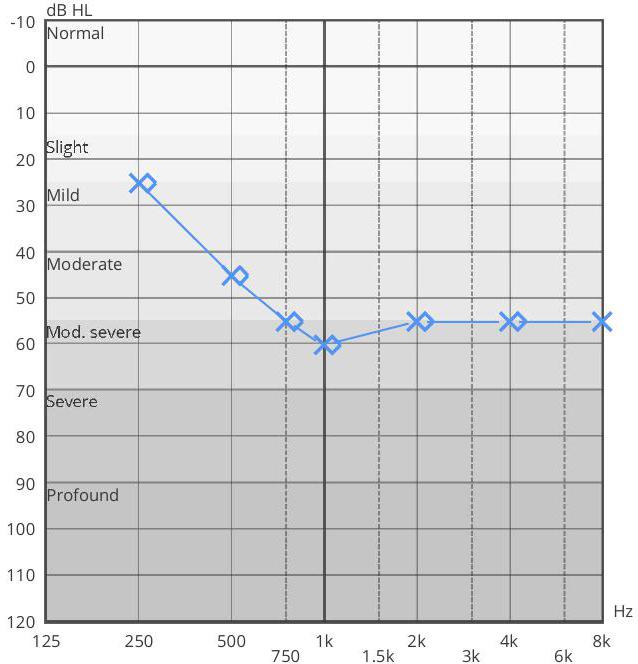 dB HL
-10
Normal
0
10
Slight
20
Mild
30
40
Moderate
50
Mod. severe
60
70
Severe
80
90
Profound
100
110
120
Hz
125 250 500 1k 2k 4k 8k
750 1.5k 3k 6k